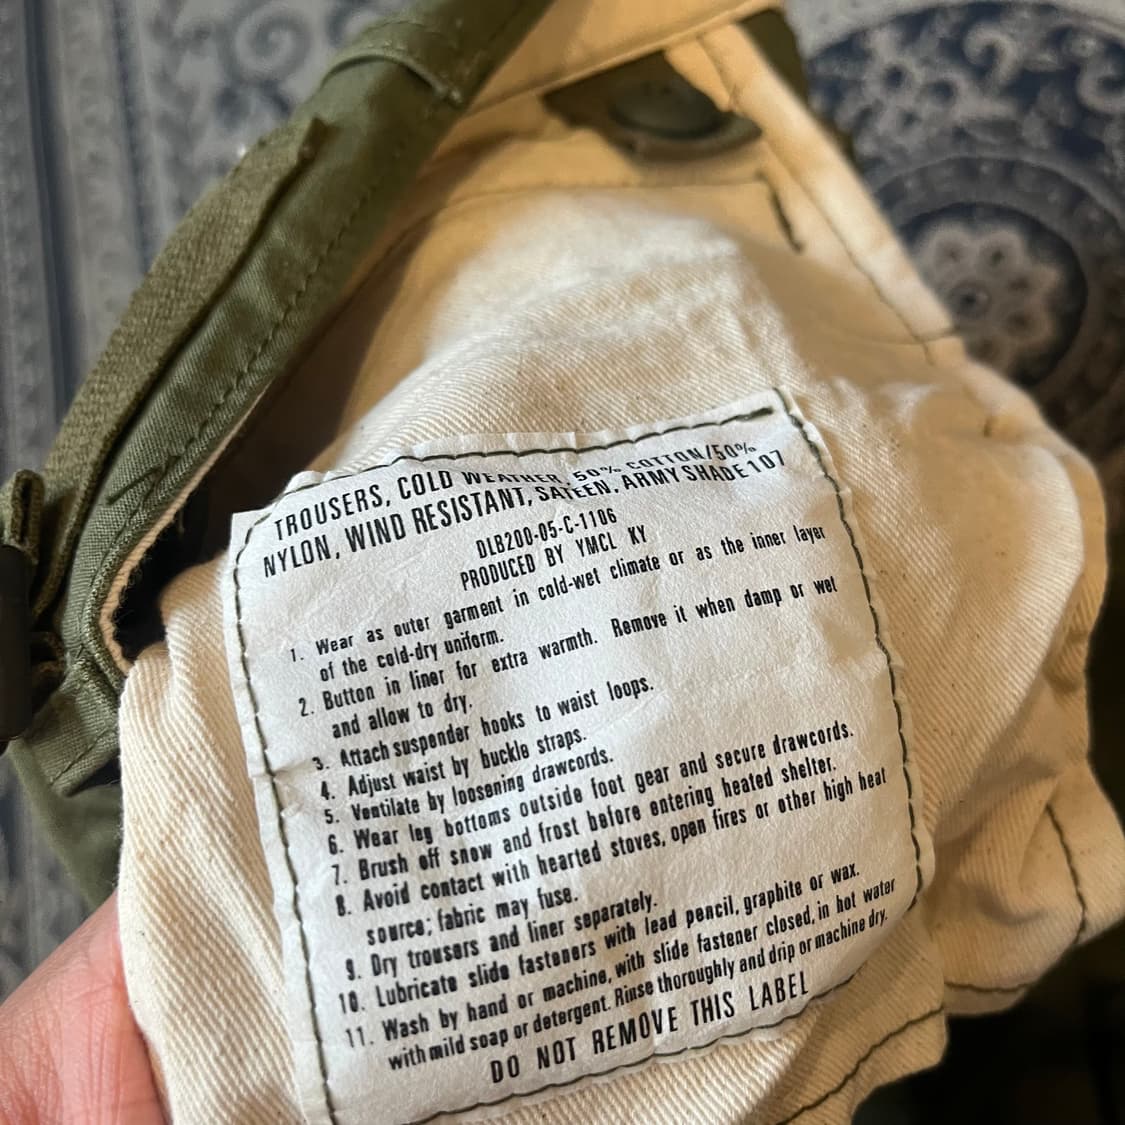 TROUSERS, COLD WEATHER, 50% COTTON/50%
NYLON, WIND RESISTANT, SATEEN, ARMY SHADE 107
DLB200-05-C-1106
PRODUCED BY YMCL KY
1. Wear as outer garment in cold-wet climate or as the inner layer
of the cold-dry uniform.
2. Button in liner for extra warmth. Remove it when damp or wet
and allow to dry.
3. Attach suspender hooks to waist loops.
4. Adjust waist by buckle straps.
5. Ventilate by loosening drawcords.
6. Wear leg bottoms outside foot gear and secure drawcords.
7. Brush off snow and frost before entering heated shelter.
8. Avoid contact with hearted stoves, open fires or other high heat
source; fabric may fuse.
9. Dry trousers and liner separately.
10. Lubricate slide fasteners with lead pencil, graphite or wax.
11. Wash by hand or machine, with slide fastener closed, in hot water
with mild soap or detergent. Rinse thoroughly and drip or machine dry.
DO NOT REMOVE THIS LABEL